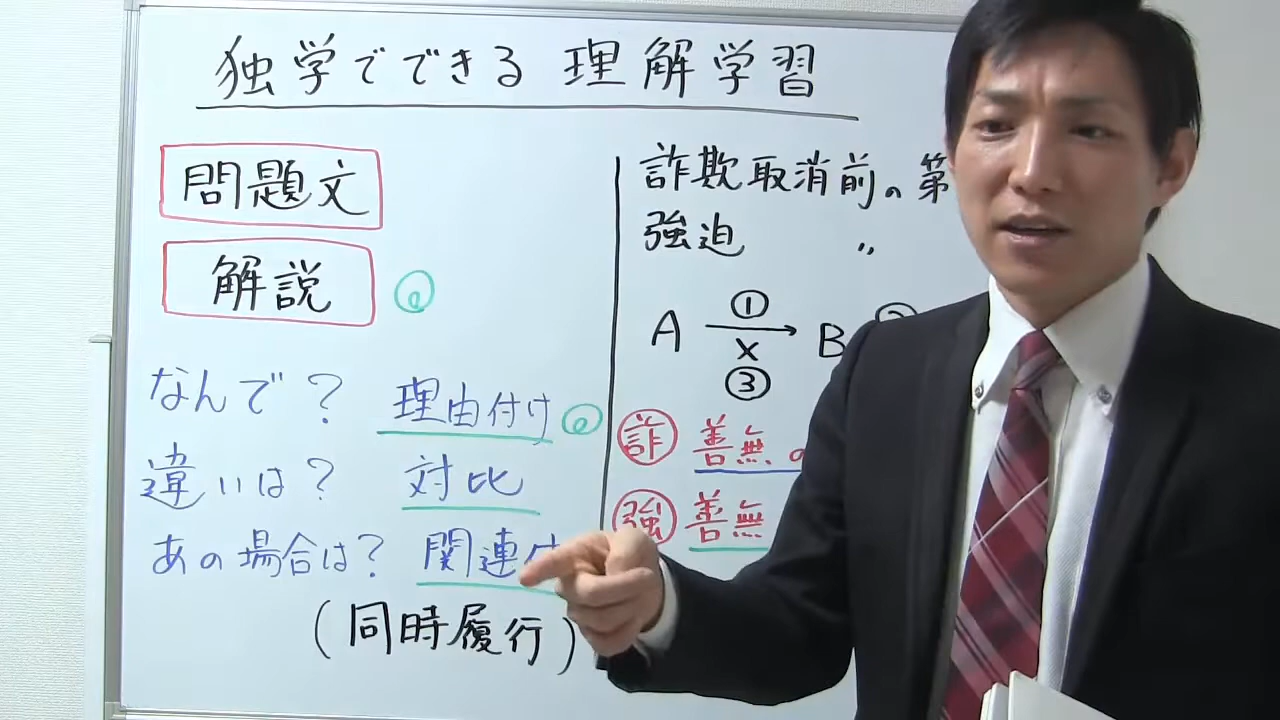 独学でできる 理解学習
問題文
解説
なんで? 理由付け
違いは? 対比
あの場合は? 関連付
(同時履行)
詐欺取消前の第
強迫 〃
①
A → B
×
③
詐 善無の
強 善無